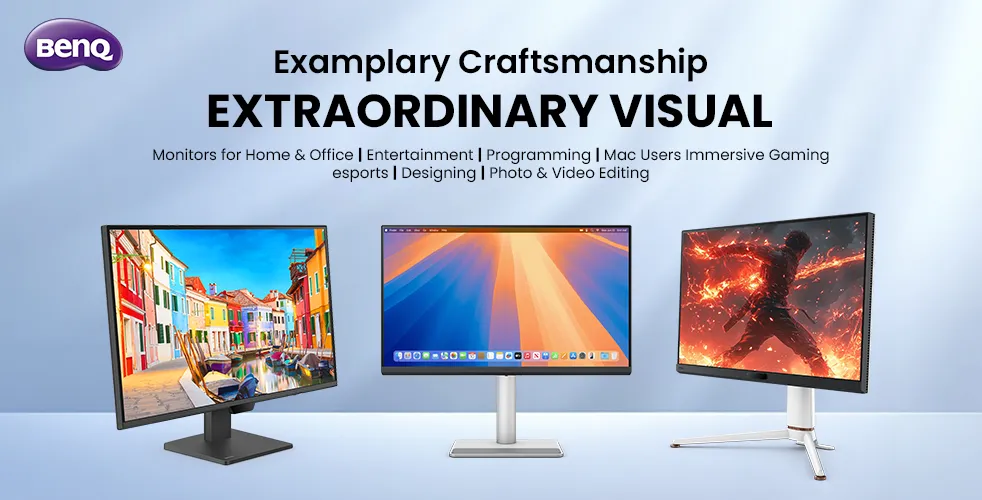 BenQ
Examplary Craftsmanship
EXTRAORDINARY VISUAL
Monitors for Home & Office | Entertainment | Programming | Mac Users Immersive Gaming
esports | Designing | Photo & Video Editing